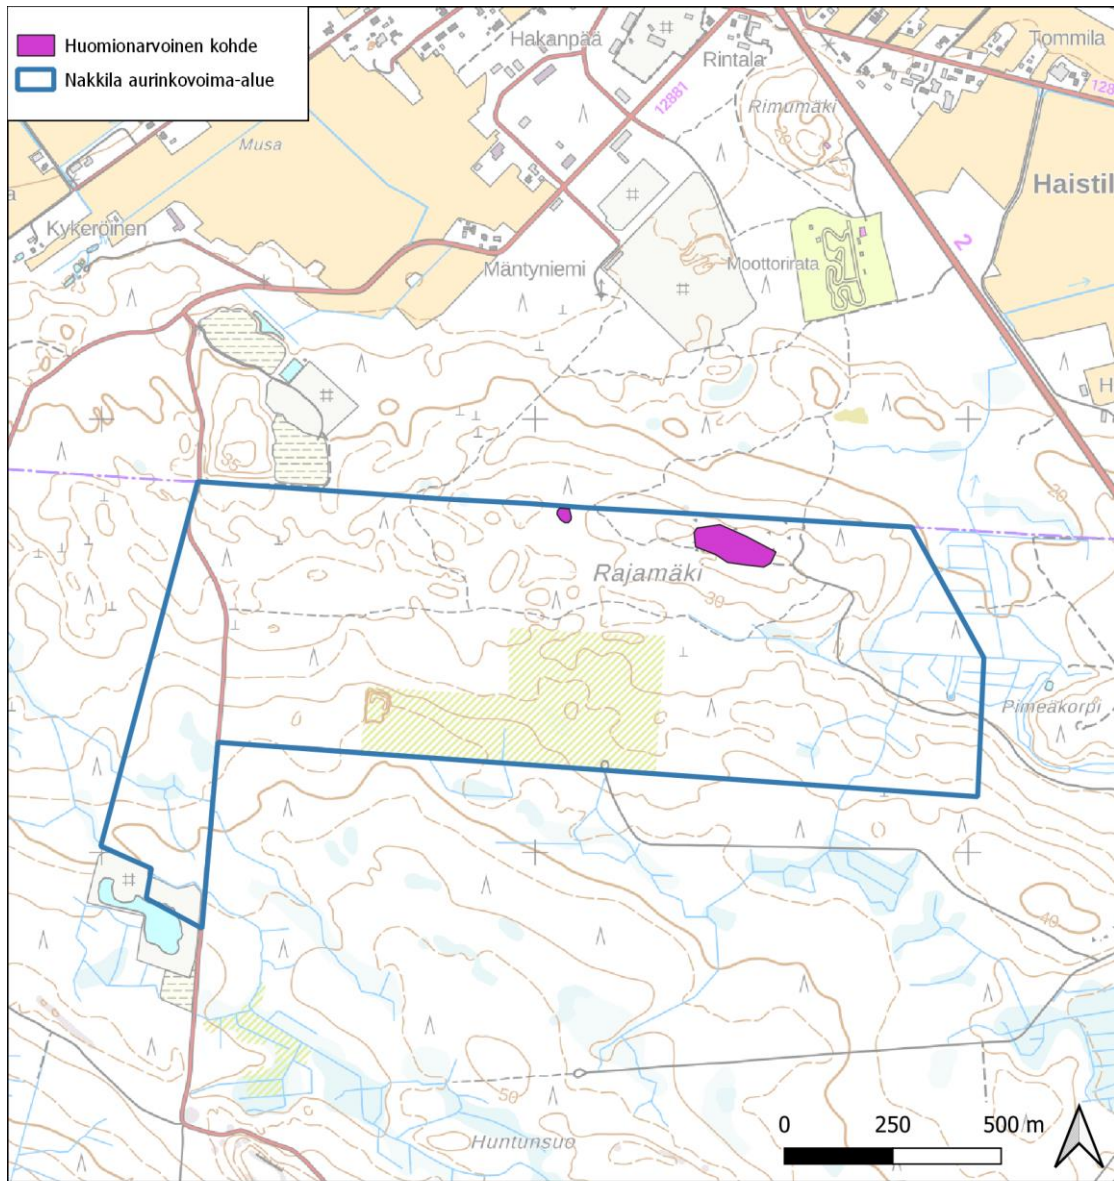 Huomionarvoinen kohde
Nakkila aurinkovoima-alue
Hakanpää
Rintala
Tommila
12881
128
Rimumäki
Musa
Haistil
a
Kykeröinen
2
Mäntyniemi
Moottorirata
H
35
20
Rajamäki
30
Pimeäkorpi
40
50
Huntunsuo
0 250 500 m